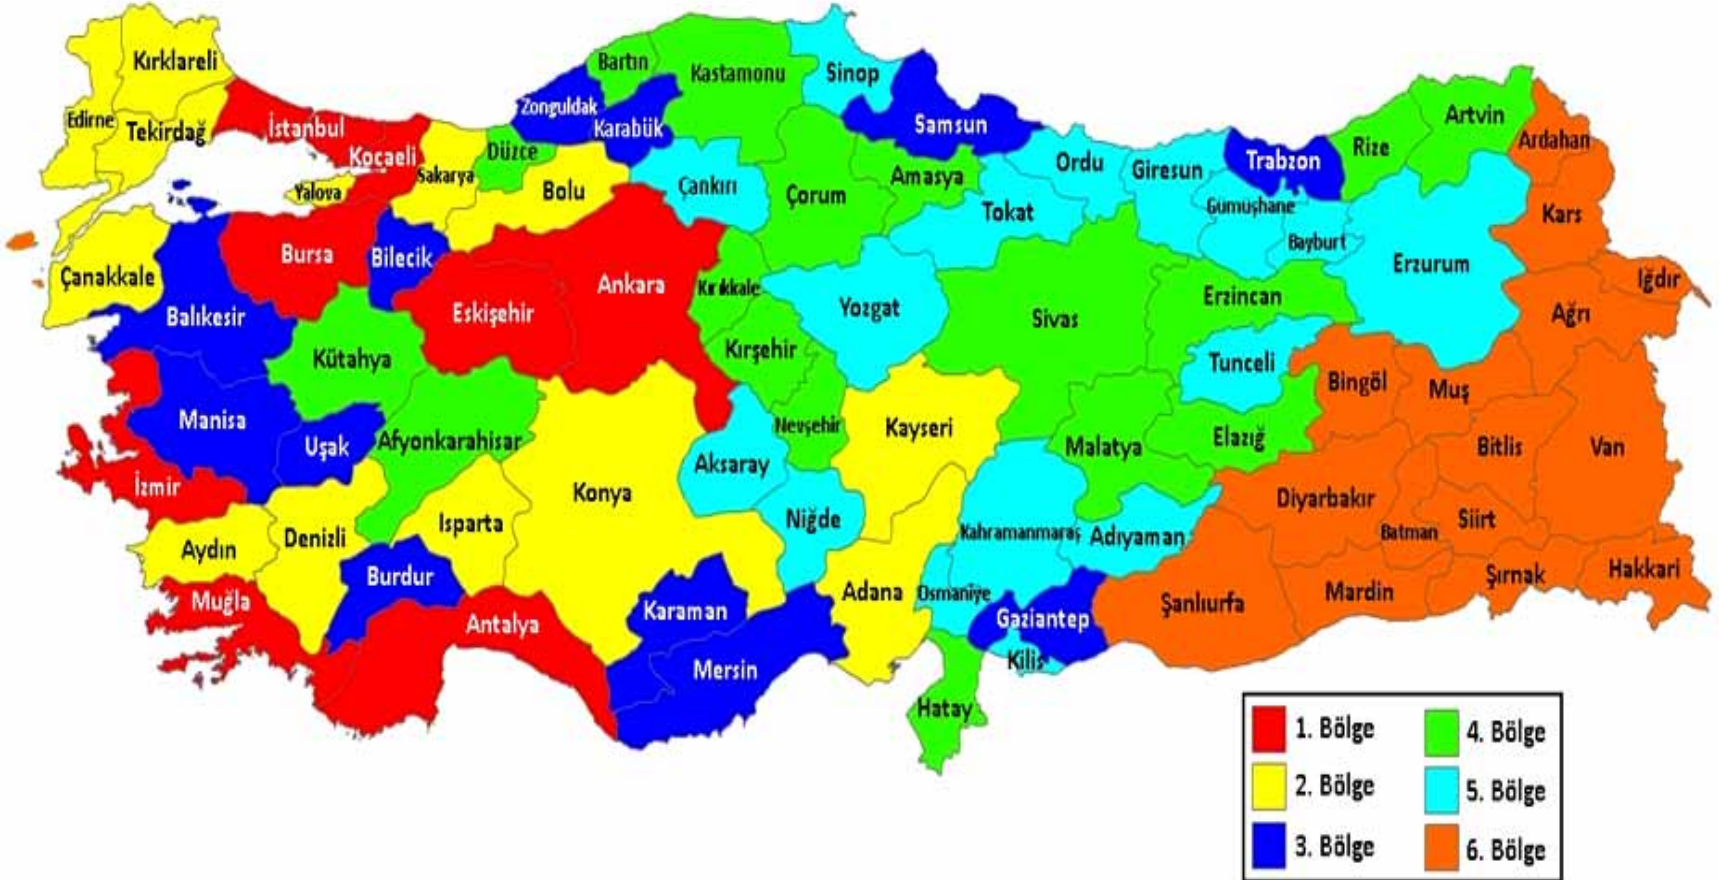 Kırklareli
Edirne
Tekirdağ
İstanbul
Kocaeli
Yalova
Sakarya
Düzce
Bolu
Zonguldak
Bartın
Karabük
Kastamonu
Sinop
Samsun
Çankırı
Çorum
Amasya
Tokat
Ordu
Giresun
Gümüşhane
Bayburt
Trabzon
Rize
Artvin
Ardahan
Kars
Iğdır
Ağrı
Erzurum
Erzincan
Çanakkale
Balıkesir
Bursa
Bilecik
Eskişehir
Ankara
Kırıkkale
Kırşehir
Yozgat
Sivas
Tunceli
Bingöl
Muş
Kütahya
Manisa
Uşak
Afyonkarahisar
Nevşehir
Kayseri
Malatya
Elazığ
Bitlis
Van
İzmir
Aydın
Denizli
Isparta
Konya
Aksaray
Niğde
Kahramanmaraş
Adıyaman
Diyarbakır
Batman
Siirt
Şırnak
Hakkari
Muğla
Burdur
Antalya
Karaman
Mersin
Adana
Osmaniye
Gaziantep
Kilis
Hatay
Şanlıurfa
Mardin
1. Bölge
2. Bölge
3. Bölge
4. Bölge
5. Bölge
6. Bölge